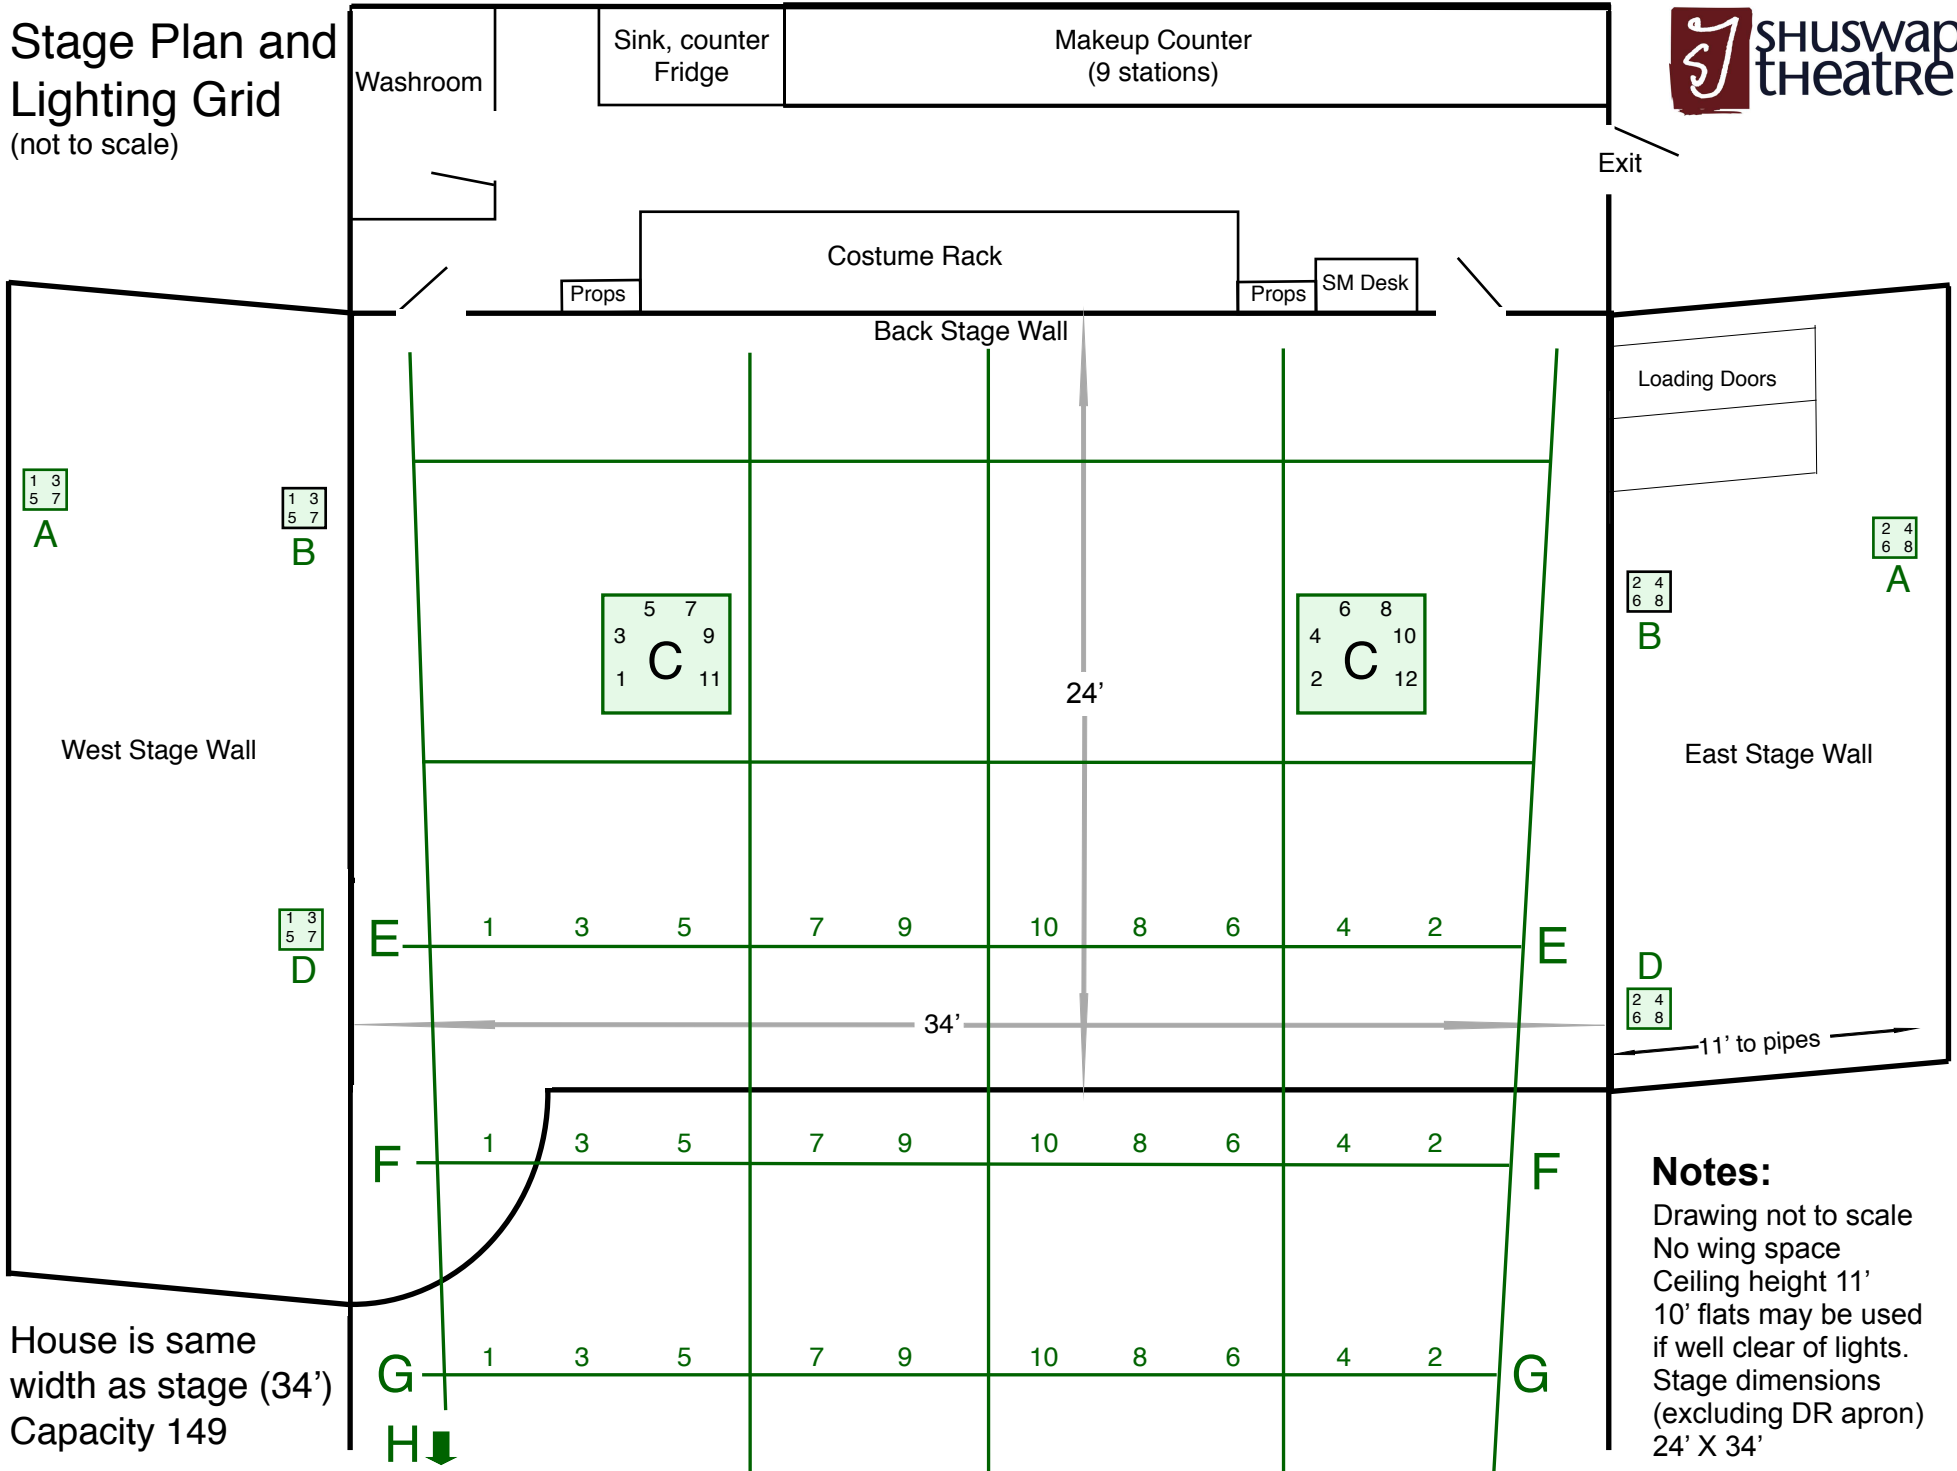 Stage Plan and
Lighting Grid
(not to scale)
Washroom
Sink, counter
Fridge
Makeup Counter
(9 stations)
SHUSWAP
THEATRE
Exit
Costume Rack
Props
Props
SM Desk
Back Stage Wall
Loading Doors
1 3
5 7
A
1 3
5 7
B
2 4
6 8
A
2 4
6 8
B
5 7
3 9
C
1 11
6 8
4 10
C
2 12
24’
West Stage Wall
East Stage Wall
1 3
5 7
D
E 1 3 5 7 9 10 8 6 4 2 E
D
2 4
6 8
34’
11’ to pipes
F 1 3 5 7 9 10 8 6 4 2 F
G 1 3 5 7 9 10 8 6 4 2 G
H
House is same
width as stage (34’)
Capacity 149
Notes:
Drawing not to scale
No wing space
Ceiling height 11’
10’ flats may be used
if well clear of lights.
Stage dimensions
(excluding DR apron)
24’ X 34’